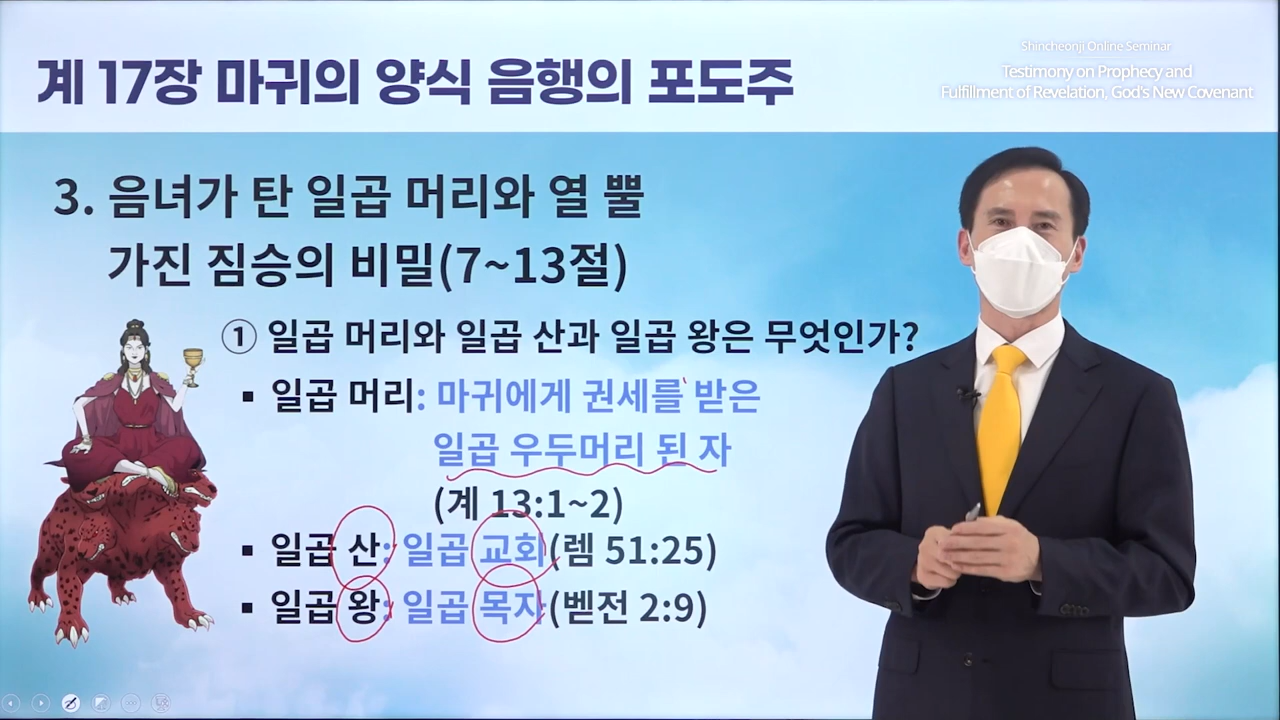 계 17장 마귀의 양식 음행의 포도주
Shincheonji Online Seminar
Testimony on Prophecy and
Fulfillment of Revelation, God's New Covenant
3. 음녀가 탄 일곱 머리와 열 뿔
가진 짐승의 비밀(7~13절)
① 일곱 머리와 일곱 산과 일곱 왕은 무엇인가?
▪ 일곱 머리: 마귀에게 권세를 받은
일곱 우두머리 된 자
(계 13:1~2)
▪ 일곱 산: 일곱 교회(렘 51:25)
▪ 일곱 왕: 일곱 목자(벧전 2:9)